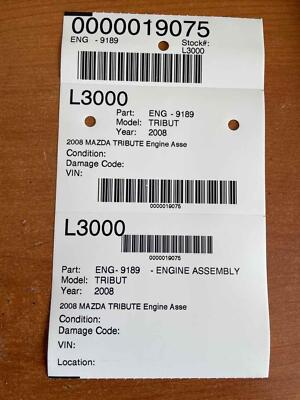 0000019075
ENG - 9189
Stock#:
L3000
L3000
Part: ENG - 9189
Model: TRIBUT
Year: 2008
2008 MAZDA TRIBUTE Engine Asse
Condition:
Damage Code:
VIN:
0000019075
L3000
0000019075
Part: ENG- 9189 - ENGINE ASSEMBLY
Model: TRIBUT
Year: 2008
2008 MAZDA TRIBUTE Engine Asse
Condition:
Damage Code:
VIN:
Location: